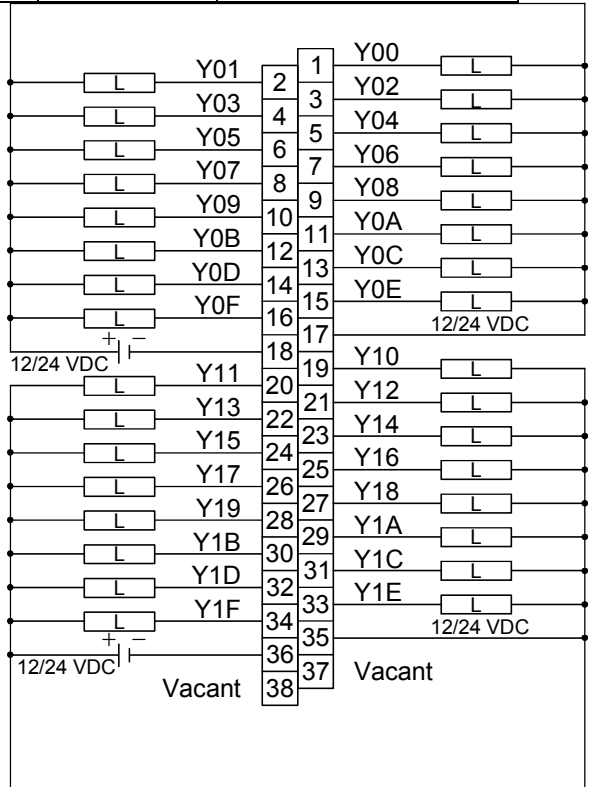 1 Y00 L
L Y01 2
3 Y02 L
L Y03 4
5 Y04 L
L Y05 6
7 Y06 L
L Y07 8
9 Y08 L
L Y09 10
11 Y0A L
L Y0B 12
13 Y0C L
L Y0D 14
15 Y0E L
L Y0F 16
17 12/24 VDC
12/24 VDC + − 18
19 Y10 L
L Y11 20
21 Y12 L
L Y13 22
23 Y14 L
L Y15 24
25 Y16 L
L Y17 26
27 Y18 L
L Y19 28
29 Y1A L
L Y1B 30
31 Y1C L
L Y1D 32
33 Y1E L
L Y1F 34
35 12/24 VDC
12/24 VDC + − 36
37 Vacant
Vacant 38